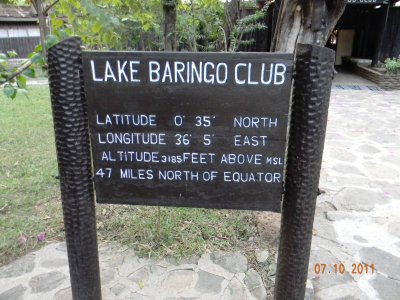 LAKE BARINGO CLUB
LATITUDE 0° 35' NORTH
LONGITUDE 36° 5' EAST
ALTITUDE 3185 FEET ABOVE MSL
47 MILES NORTH OF EQUATOR
07.10.2011